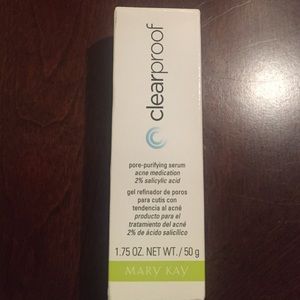 clearproof
pore-purifying serum
acne medication
2% salicylic acid
gel refinador de poros
para cutis con
tendencia al acné
producto para el
tratamiento del acné
2% de ácido salicílico
1.75 OZ. NET WT. / 50 g
MARY KAY